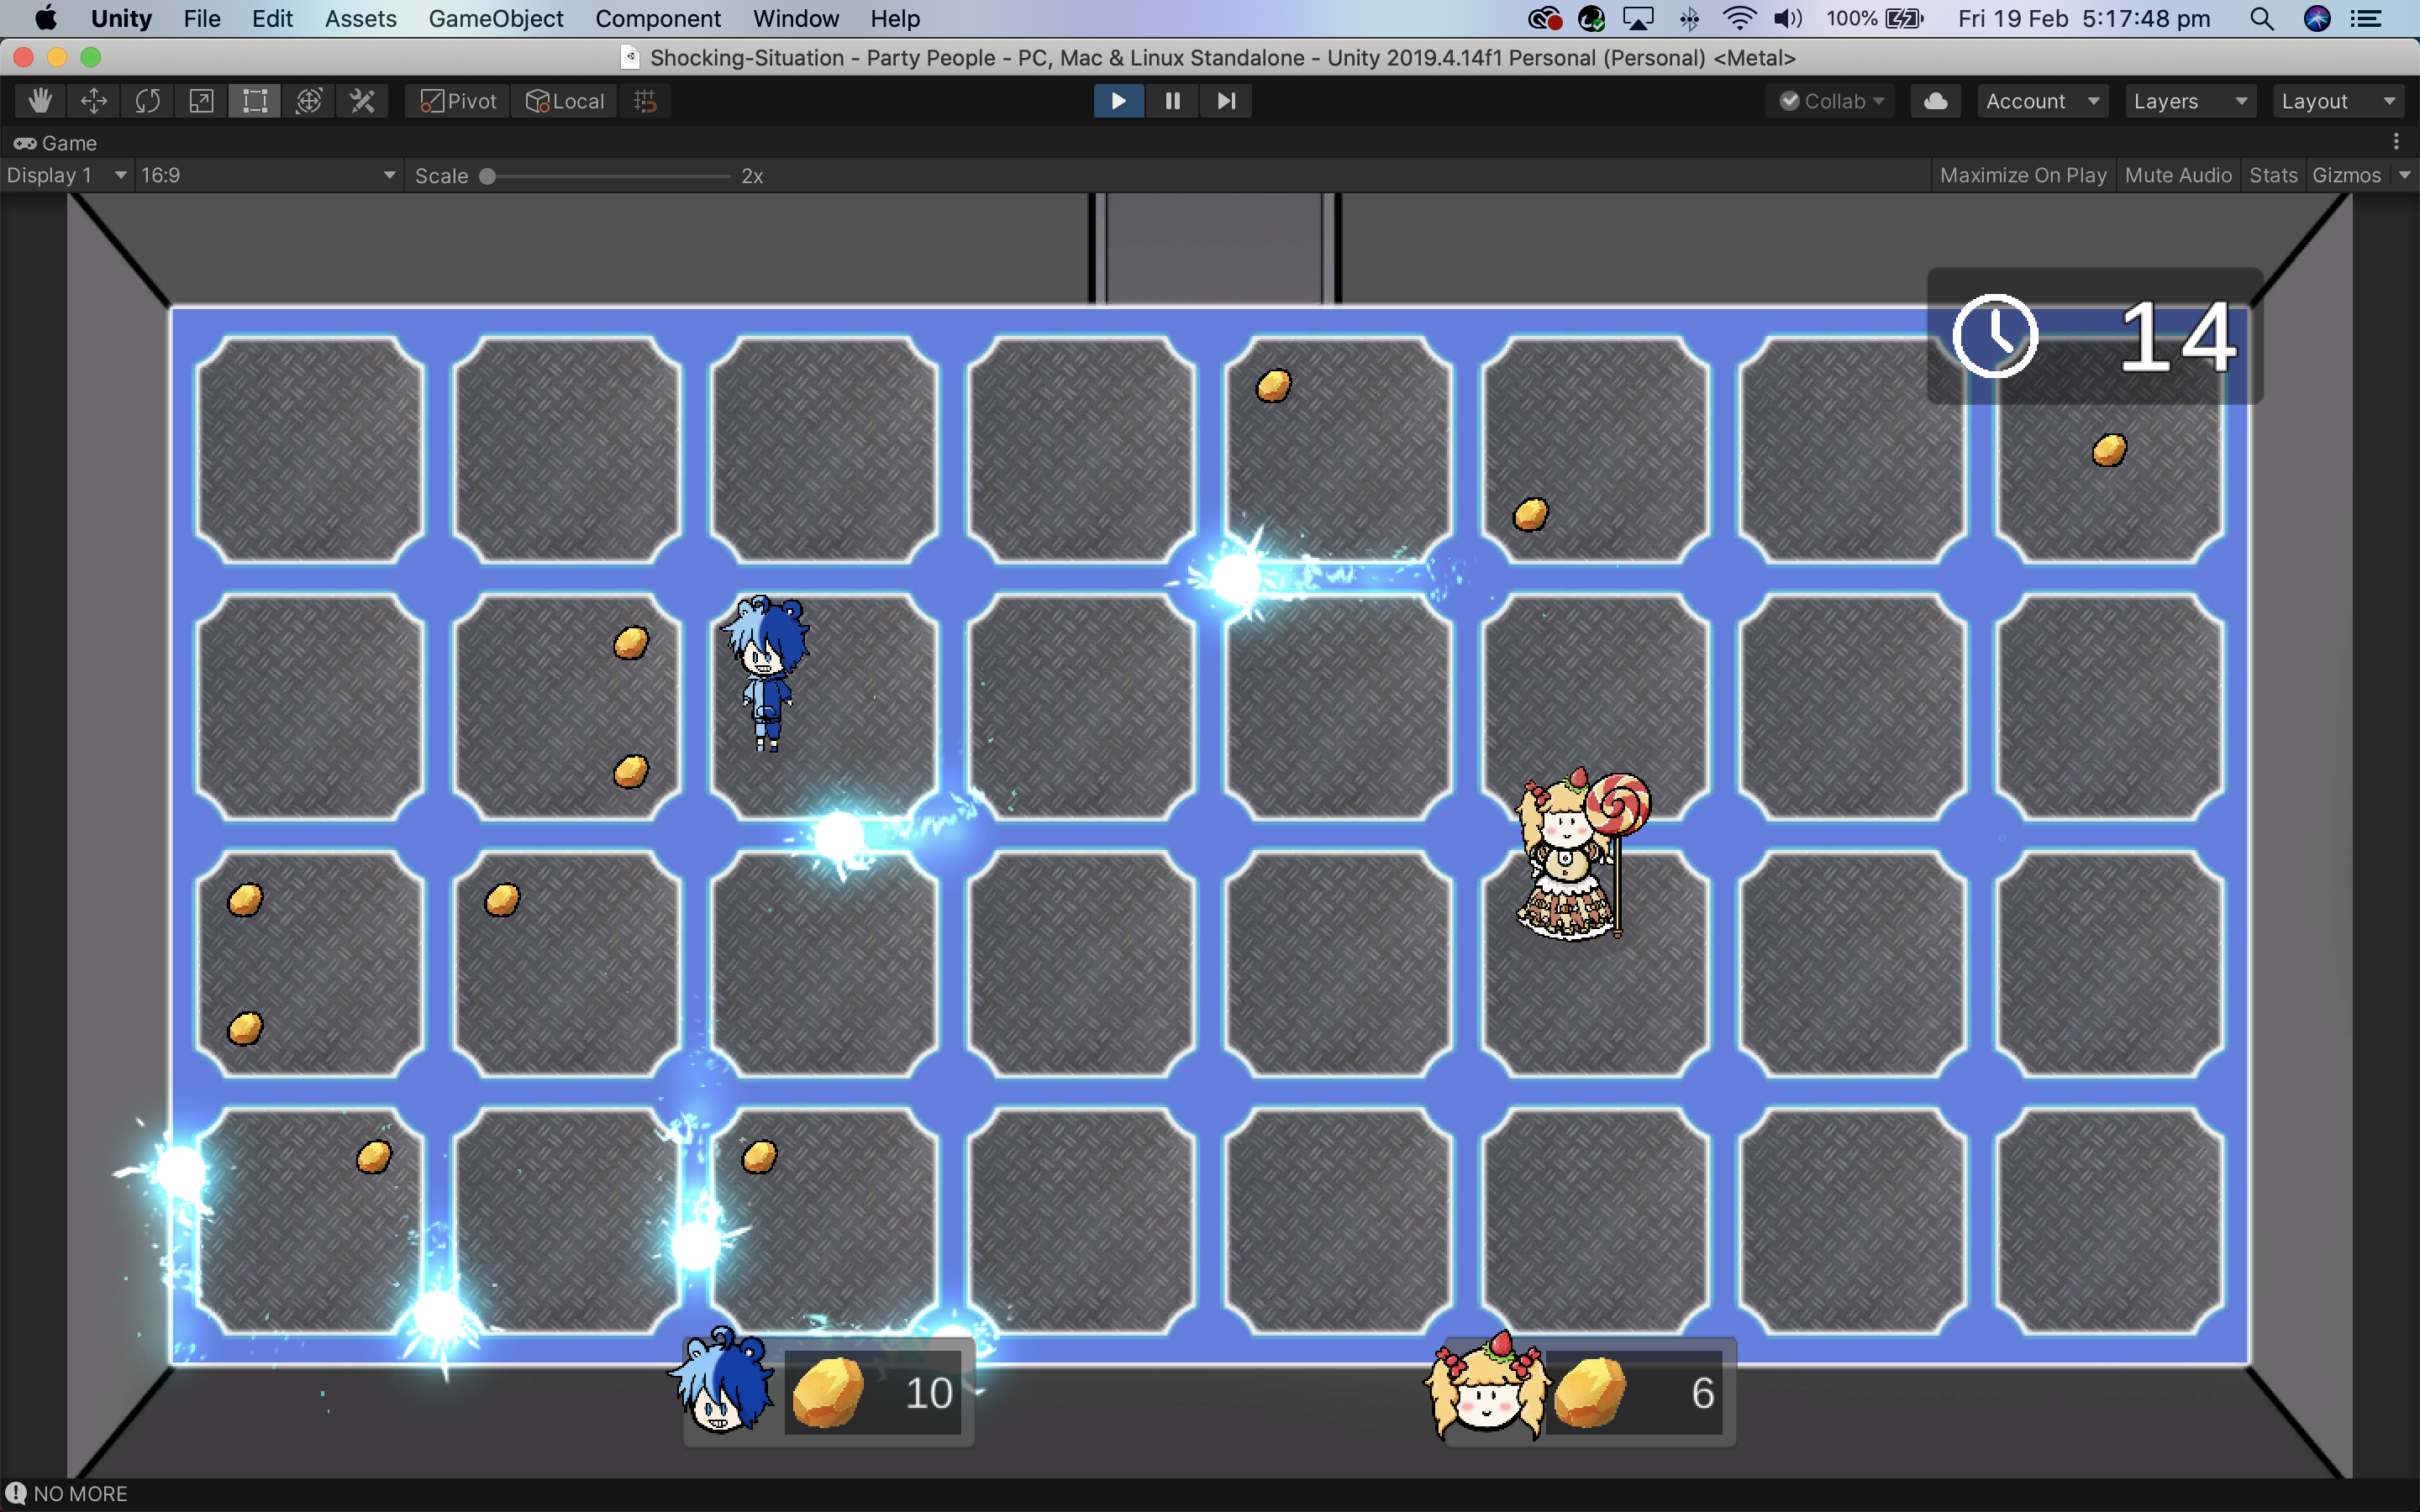 Unity File Edit Assets GameObject Component Window Help 100% Fri 19 Feb 5:17:48 pm
Shocking-Situation - Party People - PC, Mac & Linux Standalone - Unity 2019.4.14f1 Personal (Personal) <Metal>
Pivot Local Collab Account Layers Layout
Game
Display 1 16:9 Scale 2x Maximize On Play Mute Audio Stats Gizmos
14
10 6
NO MORE